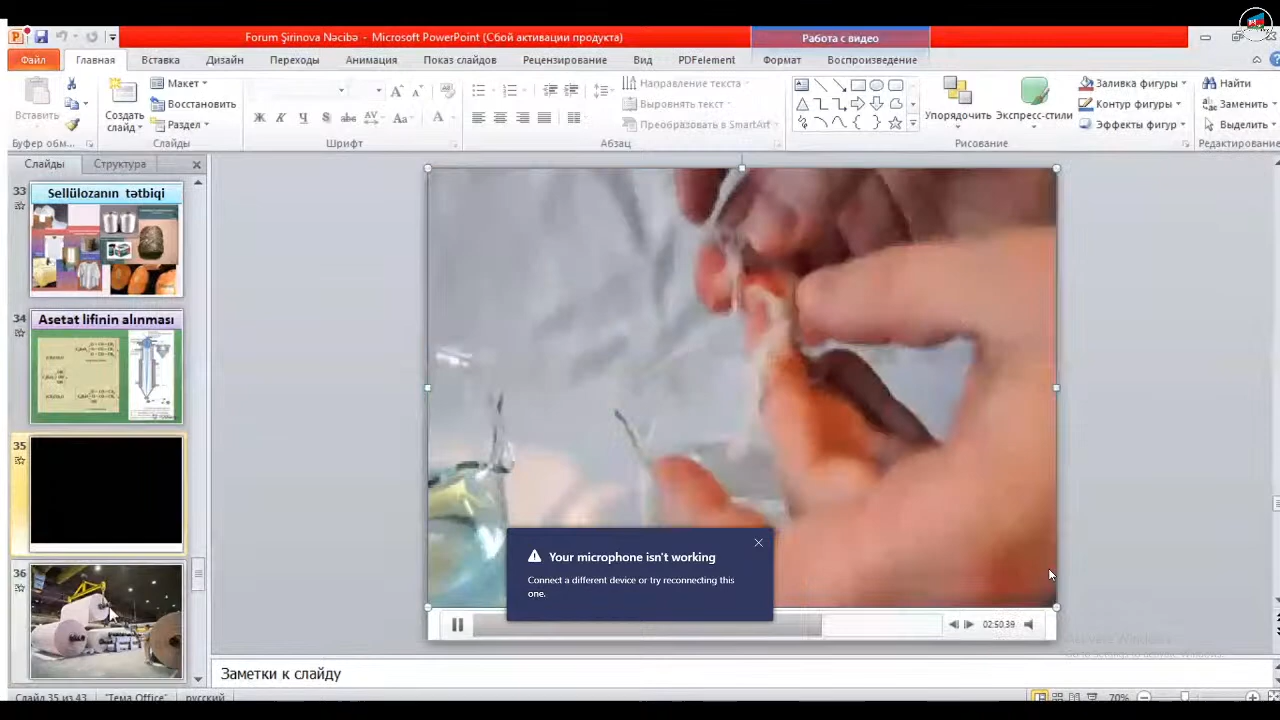 Forum Şirinova Nəcibə - Microsoft PowerPoint (Сбой активации продукта)
Работа с видео
Файл
Главная
Вставка
Дизайн
Переходы
Анимация
Показ слайдов
Рецензирование
Вид
PDFelement
Формат
Воспроизведение
Вставить
Создать слайд
Макет
Восстановить
Раздел
Направление текста
Выровнять текст
Преобразовать в SmartArt
Упорядочить
Экспресс-стили
Заливка фигуры
Контур фигуры
Эффекты фигур
Найти
Заменить
Выделить
Буфер обм...
Слайды
Шрифт
Абзац
Рисование
Редактирование
Слайды
Структура
33
Sellülozanın tətbiqi
34
Asetat lifinin alınması
35
36
Your microphone isn't working
Connect a different device or try reconnecting this
one.
02:50.39
Заметки к слайду
Слайд 35 из 43
"Тема Office"
русский
70%